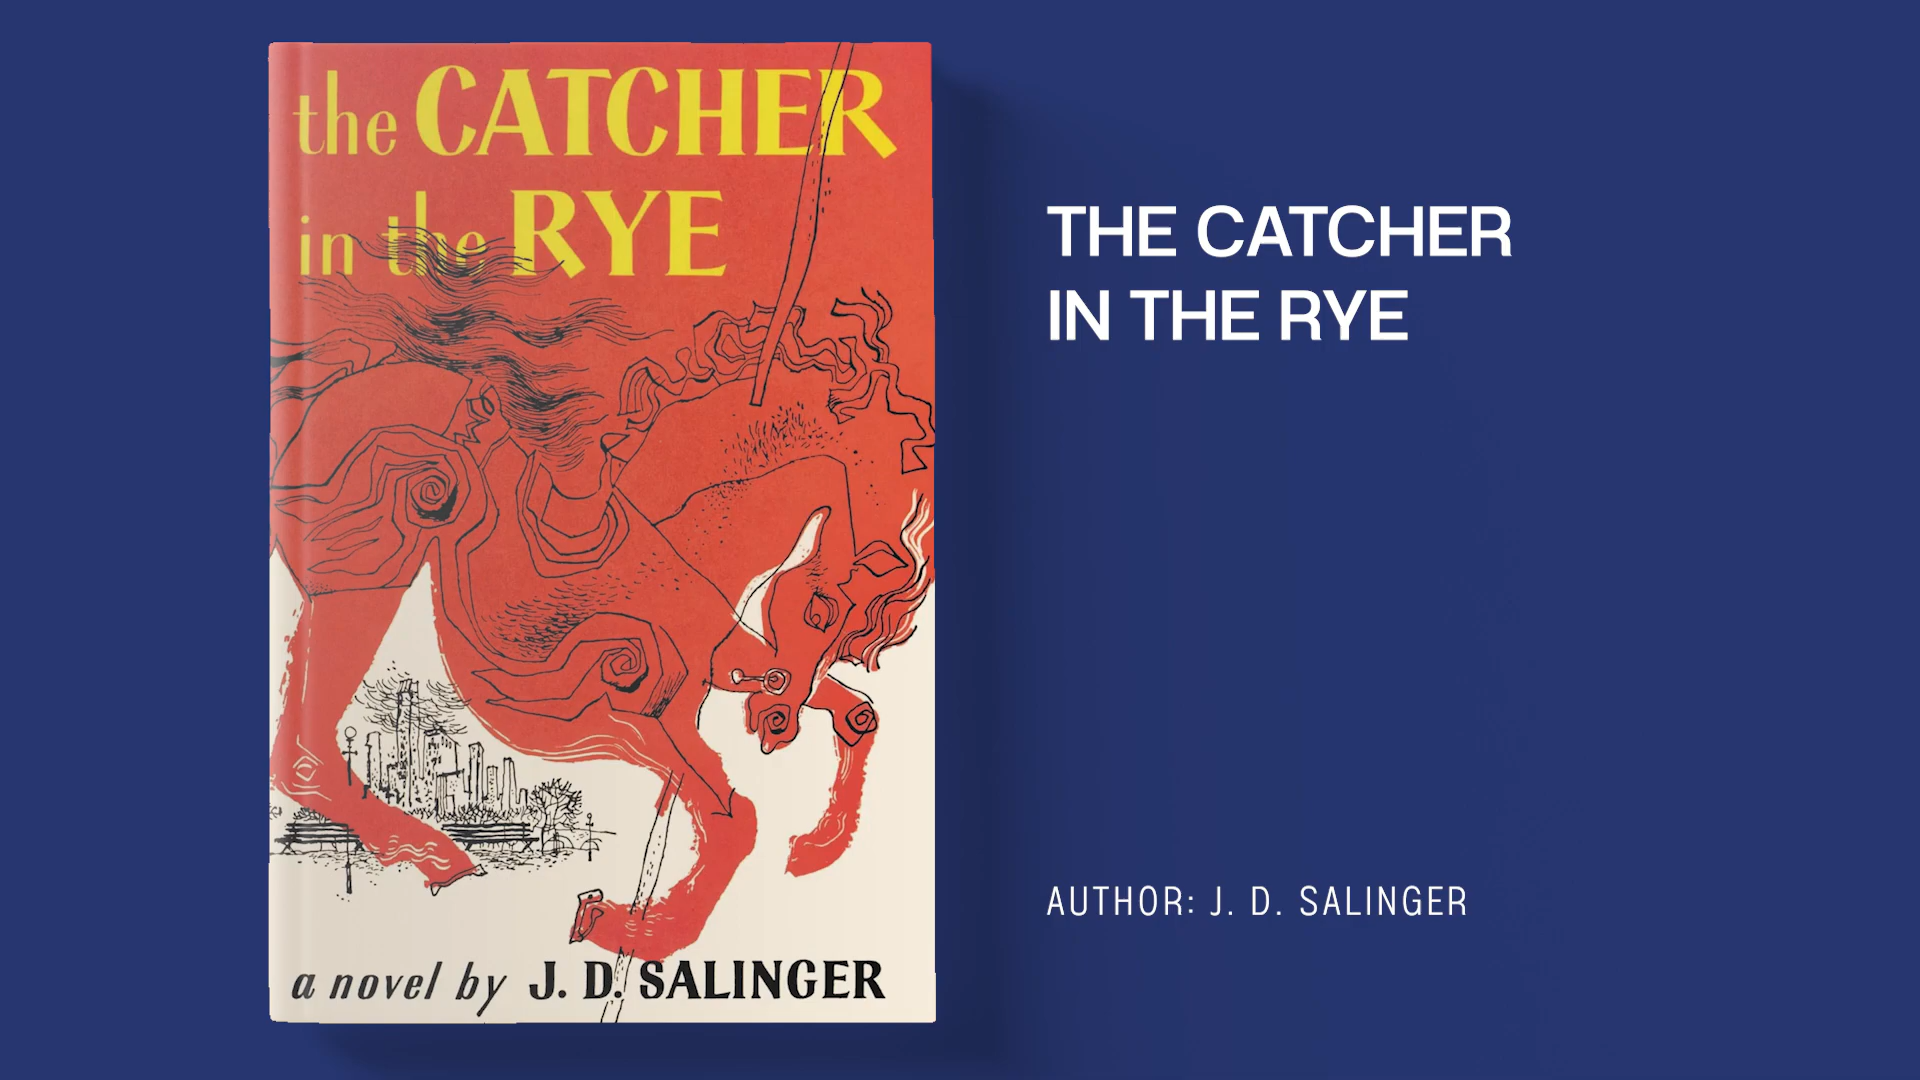 the CATCHER
in the RYE
a novel by J. D. SALINGER
THE CATCHER
IN THE RYE
AUTHOR: J. D. SALINGER